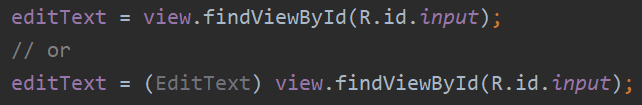 editText = view.findViewById(R.id.input);
// or
editText = (EditText) view.findViewById(R.id.input);